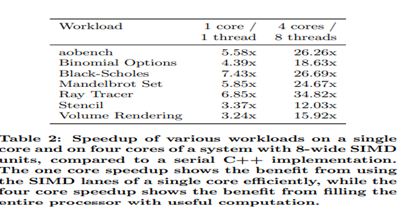 Workload 1 core / 4 cores /
1 thread 8 threads
aobench 5.58x 26.26x
Binomial Options 4.39x 18.63x
Black-Scholes 7.43x 26.69x
Mandelbrot Set 5.85x 24.67x
Ray Tracer 6.85x 34.82x
Stencil 3.37x 12.03x
Volume Rendering 3.24x 15.92x
Table 2: Speedup of various workloads on a single
core and on four cores of a system with 8-wide SIMD
units, compared to a serial C++ implementation.
The one core speedup shows the benefit from using
the SIMD lanes of a single core efficiently, while the
four core speedup shows the benefit from filling the
entire processor with useful computation.